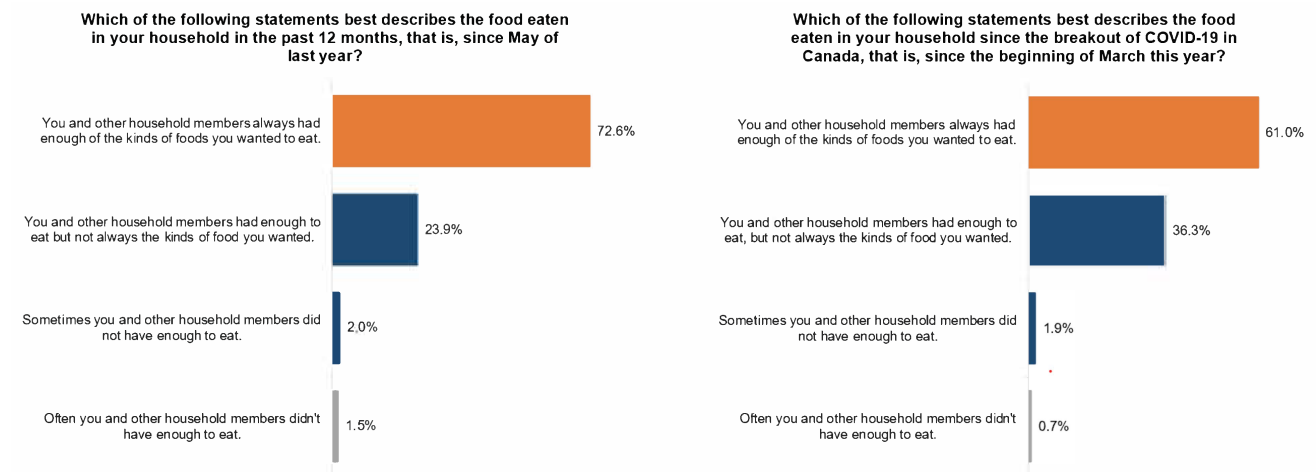 Which of the following statements best describes the food eaten
in your household in the past 12 months, that is, since May of
last year?
You and other household members always had
enough of the kinds of foods you wanted to eat.
72.6%
You and other household members had enough to
eat but not always the kinds of food you wanted.
23.9%
Sometimes you and other household members did
not have enough to eat.
2.0%
Often you and other household members didn't
have enough to eat.
1.5%
Which of the following statements best describes the food
eaten in your household since the breakout of COVID-19 in
Canada, that is, since the beginning of March this year?
You and other household members always had
enough of the kinds of foods you wanted to eat.
61.0%
You and other household members had enough to
eat, but not always the kinds of food you wanted.
36.3%
Sometimes you and other household members did
not have enough to eat.
1.9%
Often you and other household members didn't
have enough to eat.
0.7%